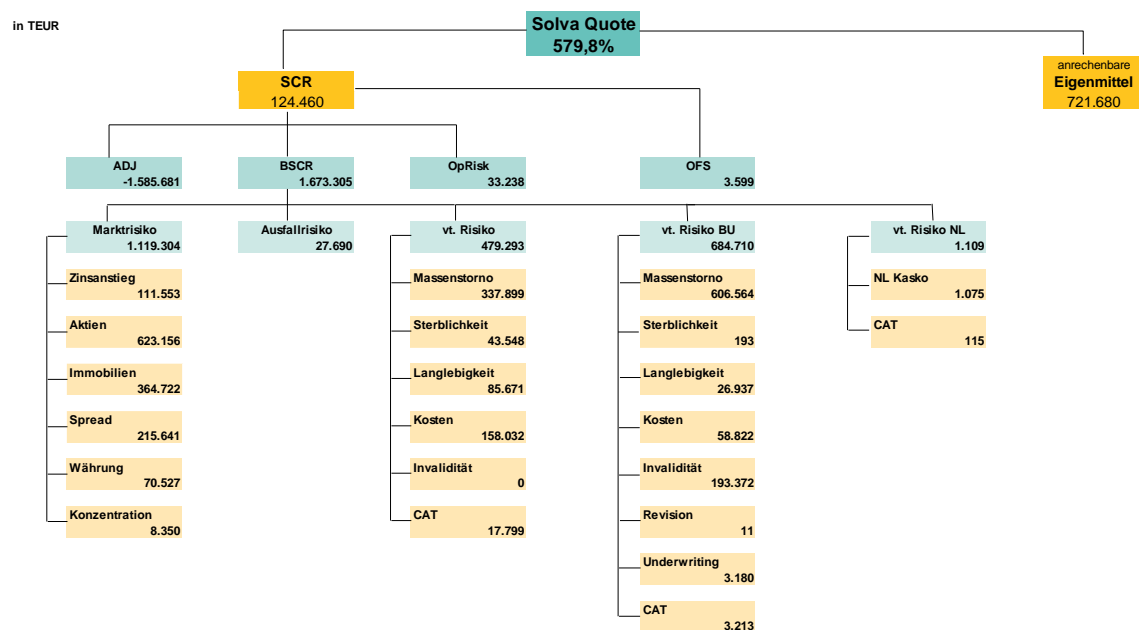 in TEUR
Solva Quote
579,8%
SCR
124.460
anrechenbare
Eigenmittel
721.680
ADJ
-1.585.681
BSCR
1.673.305
OpRisk
33.238
OFS
3.599
Marktrisiko
1.119.304
Ausfallrisiko
27.690
vt. Risiko
479.293
vt. Risiko BU
684.710
vt. Risiko NL
1.109
Zinsanstieg
111.553
Aktien
623.156
Immobilien
364.722
Spread
215.641
Währung
70.527
Konzentration
8.350
Massenstorno
337.899
Sterblichkeit
43.548
Langlebigkeit
85.671
Kosten
158.032
Invalidität
0
CAT
17.799
Massenstorno
606.564
Sterblichkeit
193
Langlebigkeit
26.937
Kosten
58.822
Invalidität
193.372
Revision
11
Underwriting
3.180
CAT
3.213
NL Kasko
1.075
CAT
115